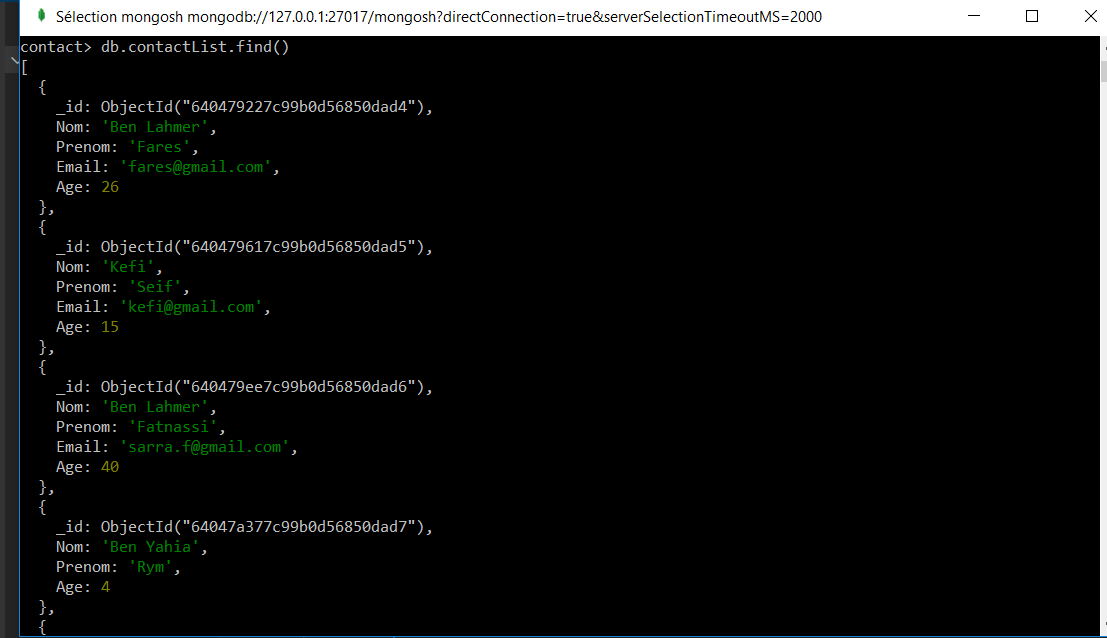 Sélection mongosh mongodb://127.0.0.1:27017/mongosh?directConnection=true&serverSelectionTimeoutMS=2000
contact> db.contactList.find()
[
  {
    _id: ObjectId("640479227c99b0d56850dad4"),
    Nom: 'Ben Lahmer',
    Prenom: 'Fares',
    Email: 'fares@gmail.com',
    Age: 26
  },
  {
    _id: ObjectId("640479617c99b0d56850dad5"),
    Nom: 'Kefi',
    Prenom: 'Seif',
    Email: 'kefi@gmail.com',
    Age: 15
  },
  {
    _id: ObjectId("640479ee7c99b0d56850dad6"),
    Nom: 'Ben Lahmer',
    Prenom: 'Fatnassi',
    Email: 'sarra.f@gmail.com',
    Age: 40
  },
  {
    _id: ObjectId("64047a377c99b0d56850dad7"),
    Nom: 'Ben Yahia',
    Prenom: 'Rym',
    Age: 4
  },
  {